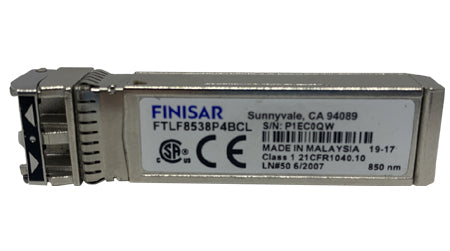 FINISAR
FTLF8538P4BCL
Sunnyvale, CA 94089
S/N: P1EC0QW
MADE IN MALAYSIA 19-17
Class 1 21CFR1040.10
LN#50 6/2007 850 nm